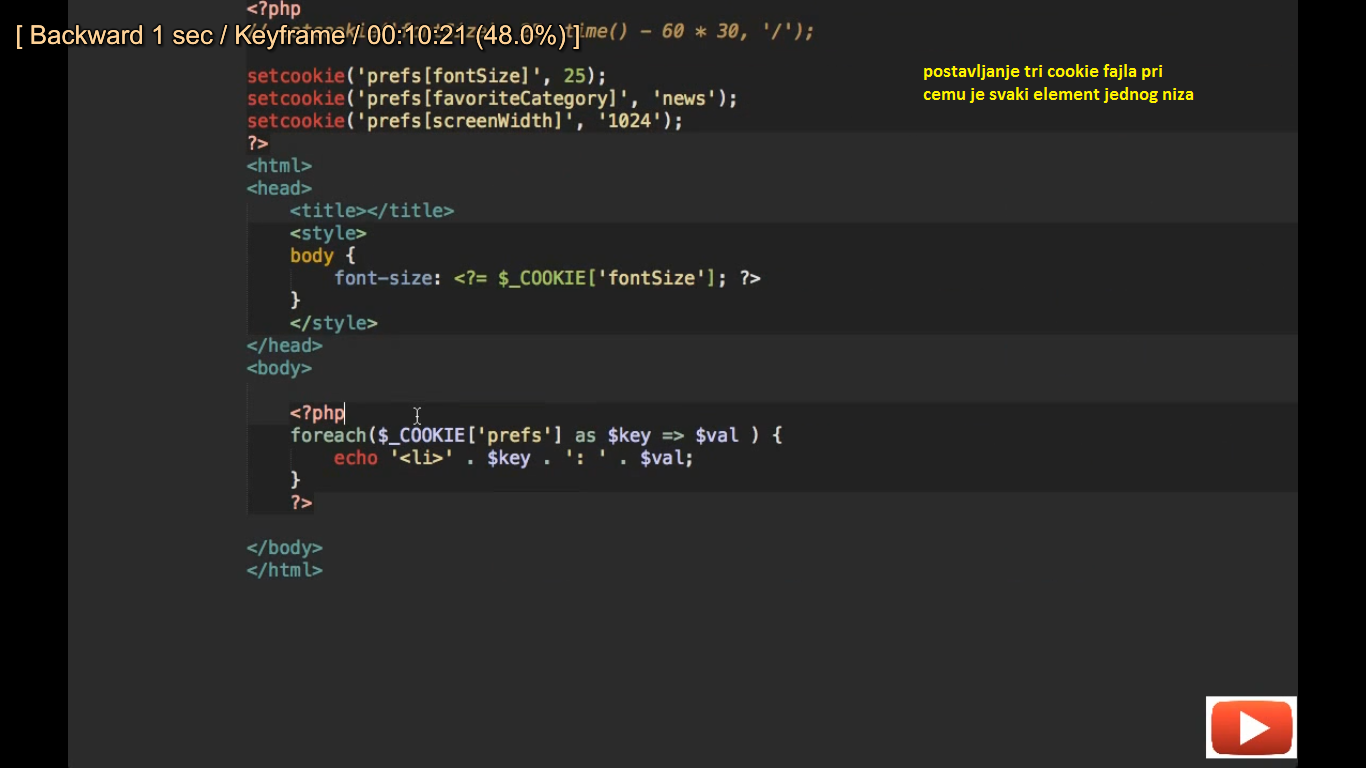 <?php
[ Backward 1 sec / Keyframe / 00:10:21 (48.0%) ]
time() - 60 * 30, '/');
setcookie('prefs[fontSize]', 25);
setcookie('prefs[favoriteCategory]', 'news');
setcookie('prefs[screenWidth]', '1024');
postavljanje tri cookie fajla pri
cemu je svaki element jednog niza
?>
<html>
<head>
<title></title>
<style>
body {
font-size: <?= $_COOKIE['fontSize']; ?>
}
</style>
</head>
<body>
<?php
foreach($_COOKIE['prefs'] as $key => $val ) {
echo '<li>' . $key . ': ' . $val;
}
?>
</body>
</html>